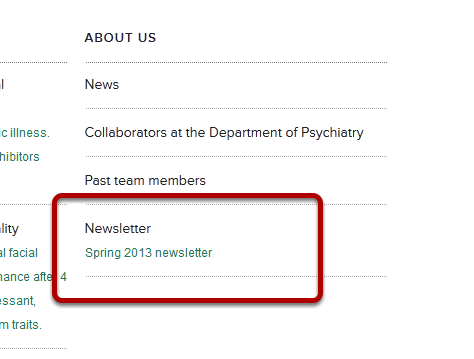 ABOUT US
News
Collaborators at the Department of Psychiatry
Past team members
Newsletter
Spring 2013 newsletter
c illness.
hibitors
lity
al facial
nance after 4
essant,
m traits.